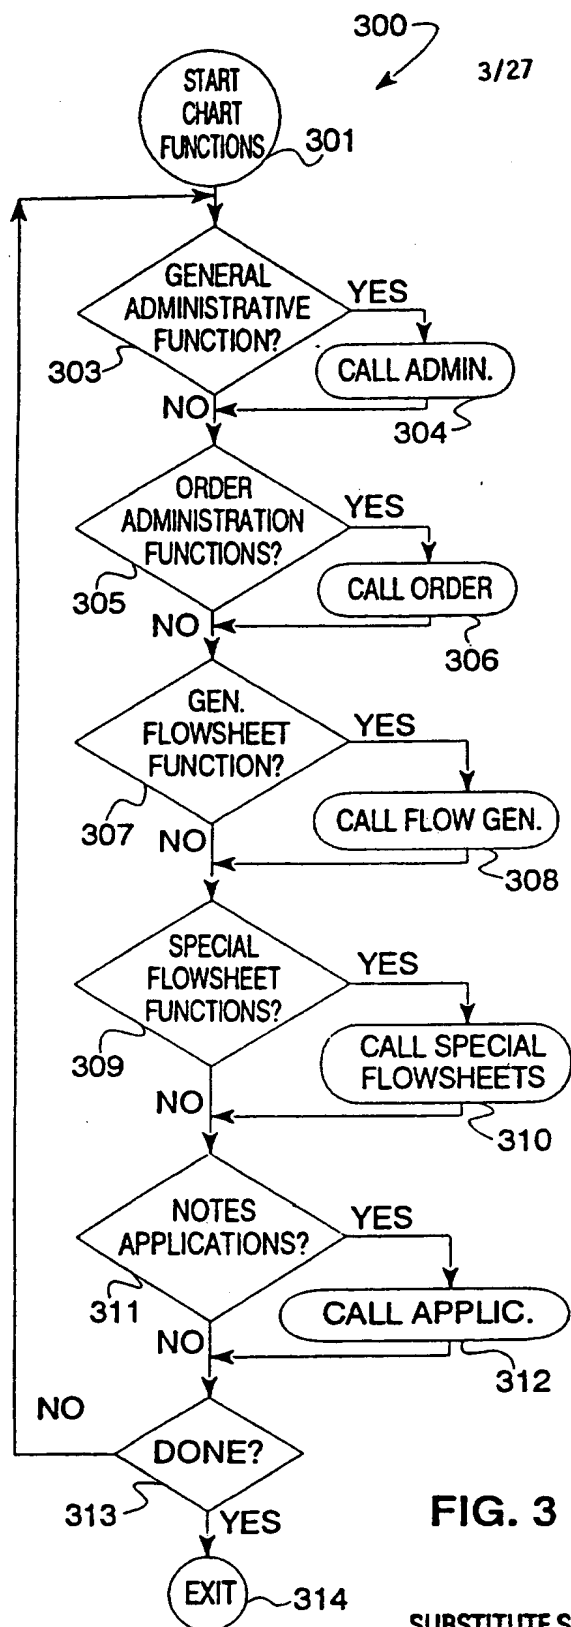 300
3/27
START
CHART
FUNCTIONS
301
GENERAL
ADMINISTRATIVE
FUNCTION?
YES
303
CALL ADMIN.
NO
304
ORDER
ADMINISTRATION
FUNCTIONS?
YES
305
CALL ORDER
NO
306
GEN.
FLOWSHEET
FUNCTION?
YES
307
CALL FLOW GEN.
NO
308
SPECIAL
FLOWSHEET
FUNCTIONS?
YES
309
CALL SPECIAL
FLOWSHEETS
NO
310
NOTES
APPLICATIONS?
YES
311
CALL APPLIC.
NO
312
NO
DONE?
313
YES
FIG. 3
EXIT
314
SUBSTITUTE S